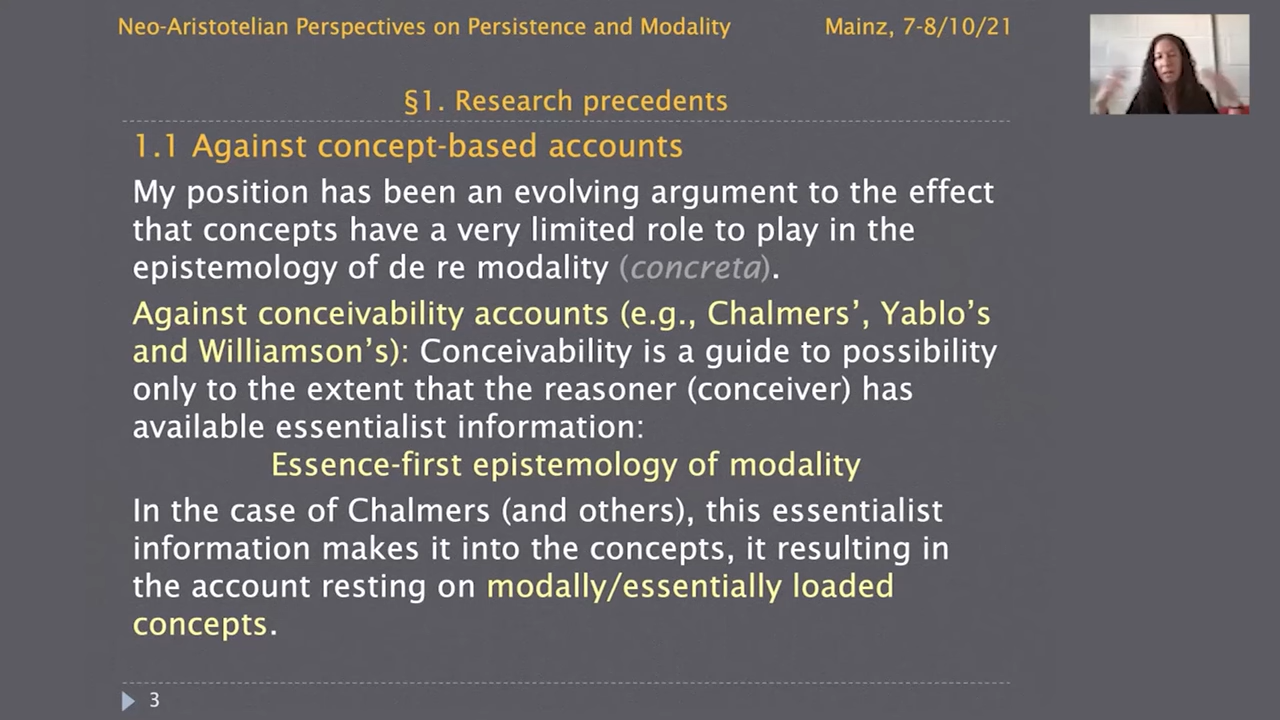 Neo-Aristotelian Perspectives on Persistence and Modality Mainz, 7-8/10/21
§1. Research precedents
1.1 Against concept-based accounts
My position has been an evolving argument to the effect
that concepts have a very limited role to play in the
epistemology of de re modality (concreta).
Against conceivability accounts (e.g., Chalmers', Yablo's
and Williamson's): Conceivability is a guide to possibility
only to the extent that the reasoner (conceiver) has
available essentialist information:
Essence-first epistemology of modality
In the case of Chalmers (and others), this essentialist
information makes it into the concepts, it resulting in
the account resting on modally/essentially loaded
concepts.
3